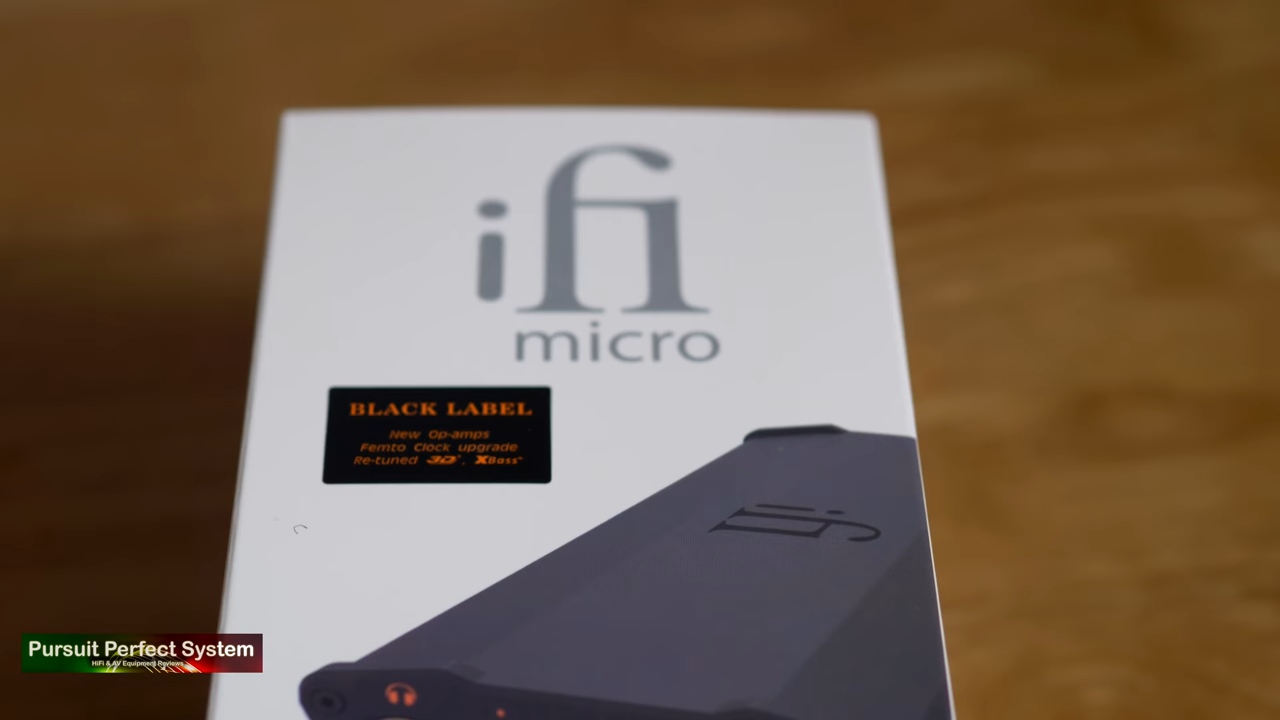 ifi
micro
BLACK LABEL
New Op-amps
Femto Clock upgrade
Re-tuned 3D+, XBass+
ifi
Pursuit Perfect System
HiFi & AV Equipment Reviews